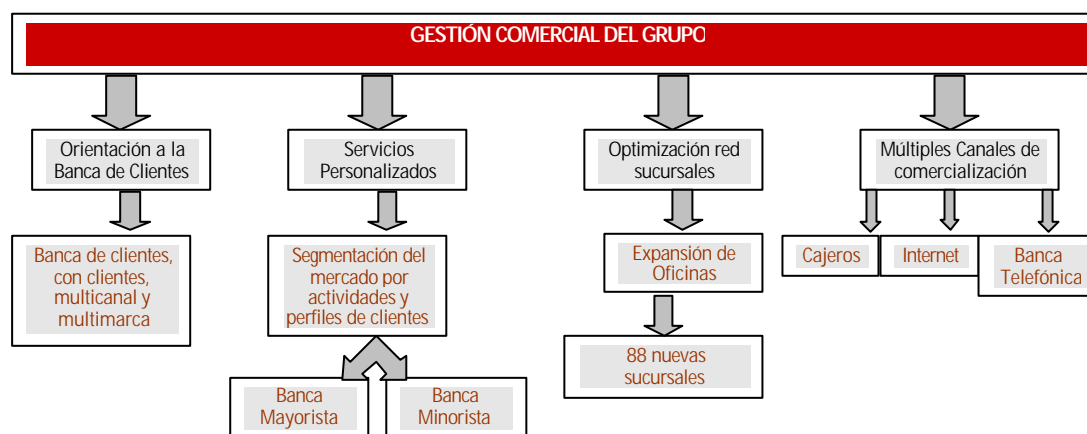 GESTIÓN COMERCIAL DEL GRUPO
Orientación a la
Banca de Clientes
Servicios
Personalizados
Optimización red
sucursales
Múltiples Canales de
comercialización
Banca de clientes,
con clientes,
multicanal y
multimarca
Segmentación del
mercado por
actividades y
perfiles de clientes
Expansión de
Oficinas
Cajeros
Internet
Banca
Telefónica
88 nuevas
sucursales
Banca
Mayorista
Banca
Minorista